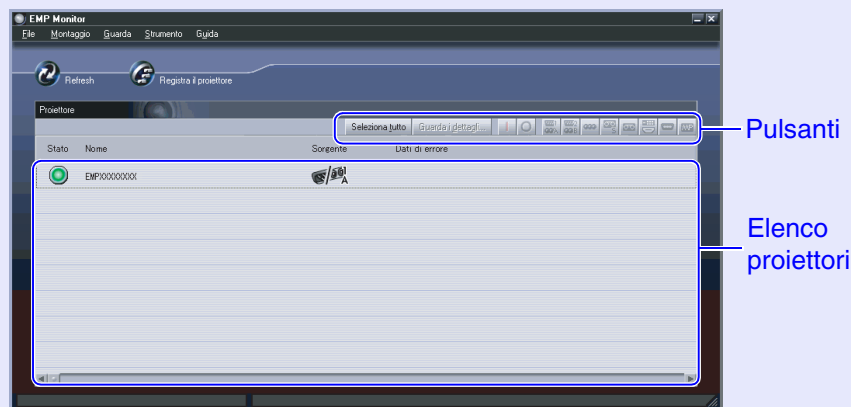 EMP Monitor
File Montaggio Guarda Strumento Guida
Refresh Registra il proiettore
Proiettore
Seleziona tutto Guarda i dettagli...
Pulsanti
Stato Nome Sorgente Dati di errore
EMPXXXXXXXX
Elenco
proiettori